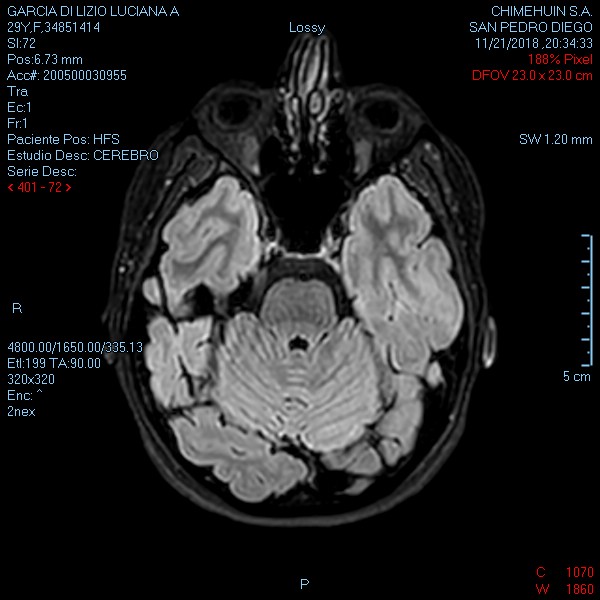 GARCIA DI LIZIO LUCIANA A
29Y,F,34851414
Sl:72
Pos:6.73 mm
Acc#: 200500030955
Tra
Ec:1
Fr:1
Paciente Pos: HFS
Estudio Desc: CEREBRO
Serie Desc:
< 401 - 72 >
Lossy
CHIMEHUIN S.A.
SAN PEDRO DIEGO
11/21/2018 ,20:34:33
188% Pixel
DFOV 23.0 x 23.0 cm
SW 1.20 mm
R
4800.00/1650.00/335.13
Etl:199 TA:90.00
320x320
Enc: ^
2nex
5 cm
P
C 1070
W 1860